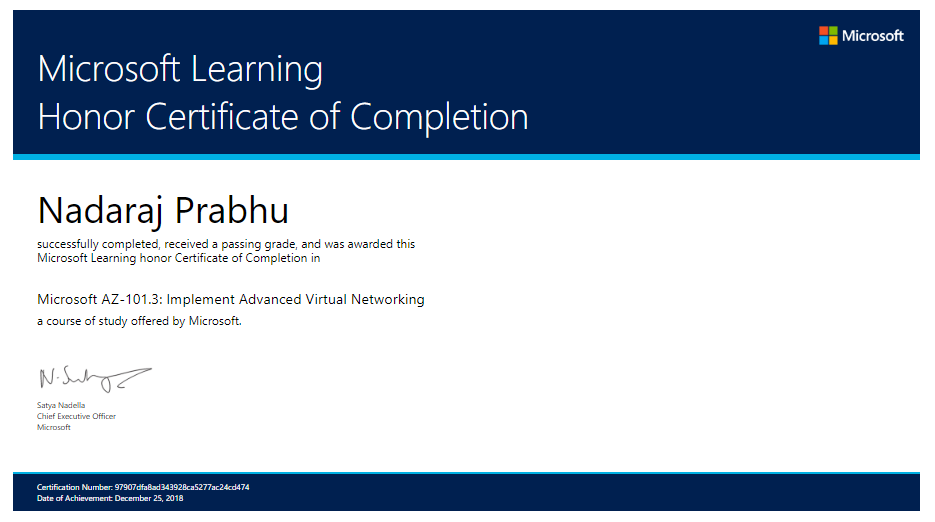 Microsoft
Microsoft Learning
Honor Certificate of Completion
Nadaraj Prabhu
successfully completed, received a passing grade, and was awarded this
Microsoft Learning honor Certificate of Completion in
Microsoft AZ-101.3: Implement Advanced Virtual Networking
a course of study offered by Microsoft.
Satya Nadella
Chief Executive Officer
Microsoft
Certification Number: 97907dfa8ad343928ca5277ac24cd474
Date of Achievement: December 25, 2018